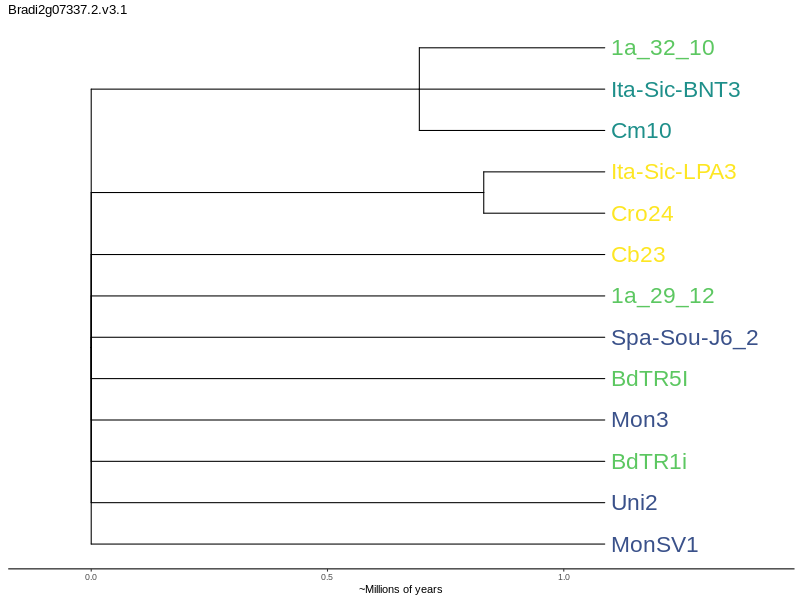 Bradi2g07337.2.v3.1
1a_32_10
Ita-Sic-BNT3
Cm10
Ita-Sic-LPA3
Cro24
Cb23
1a_29_12
Spa-Sou-J6_2
BdTR5I
Mon3
BdTR1i
Uni2
MonSV1
0.0 0.5 1.0
~Millions of years